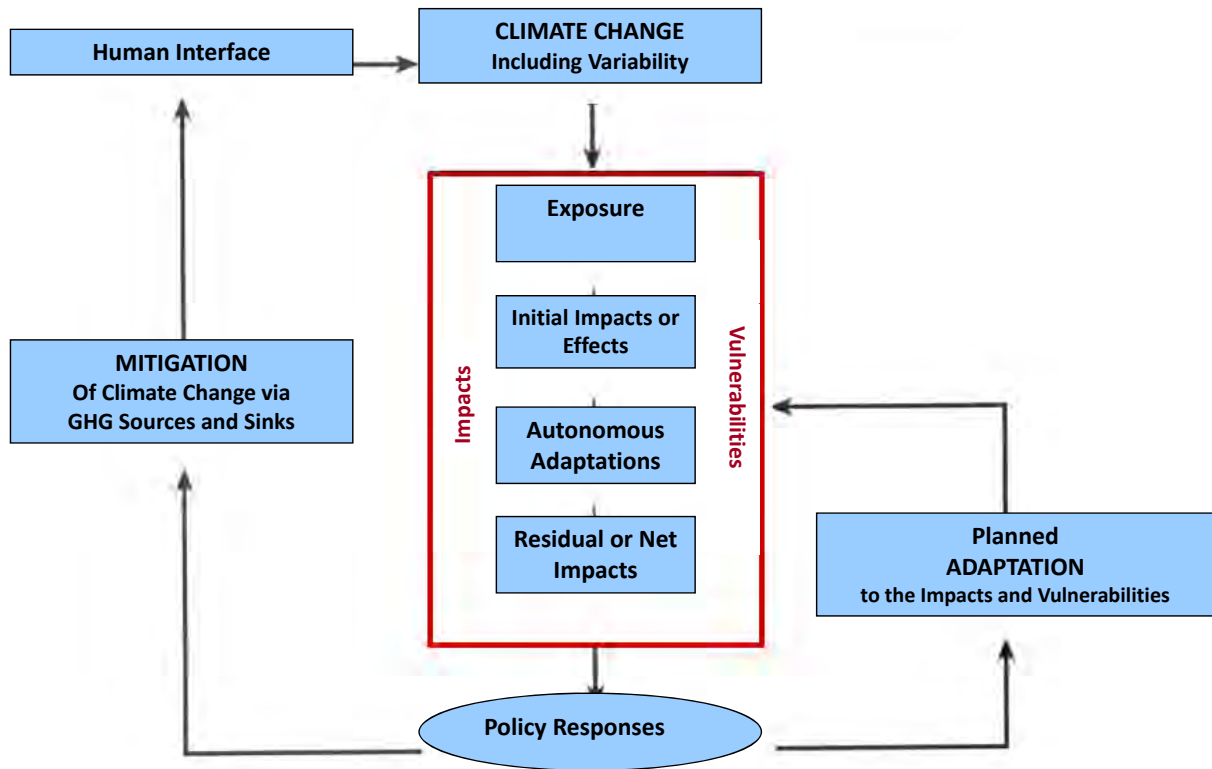 Human Interface
CLIMATE CHANGE
Including Variability
Exposure
Initial Impacts or
Effects
Autonomous
Adaptations
Residual or Net
Impacts
Impacts
Vulnerabilities
MITIGATION
Of Climate Change via
GHG Sources and Sinks
Planned
ADAPTATION
to the Impacts and Vulnerabilities
Policy Responses